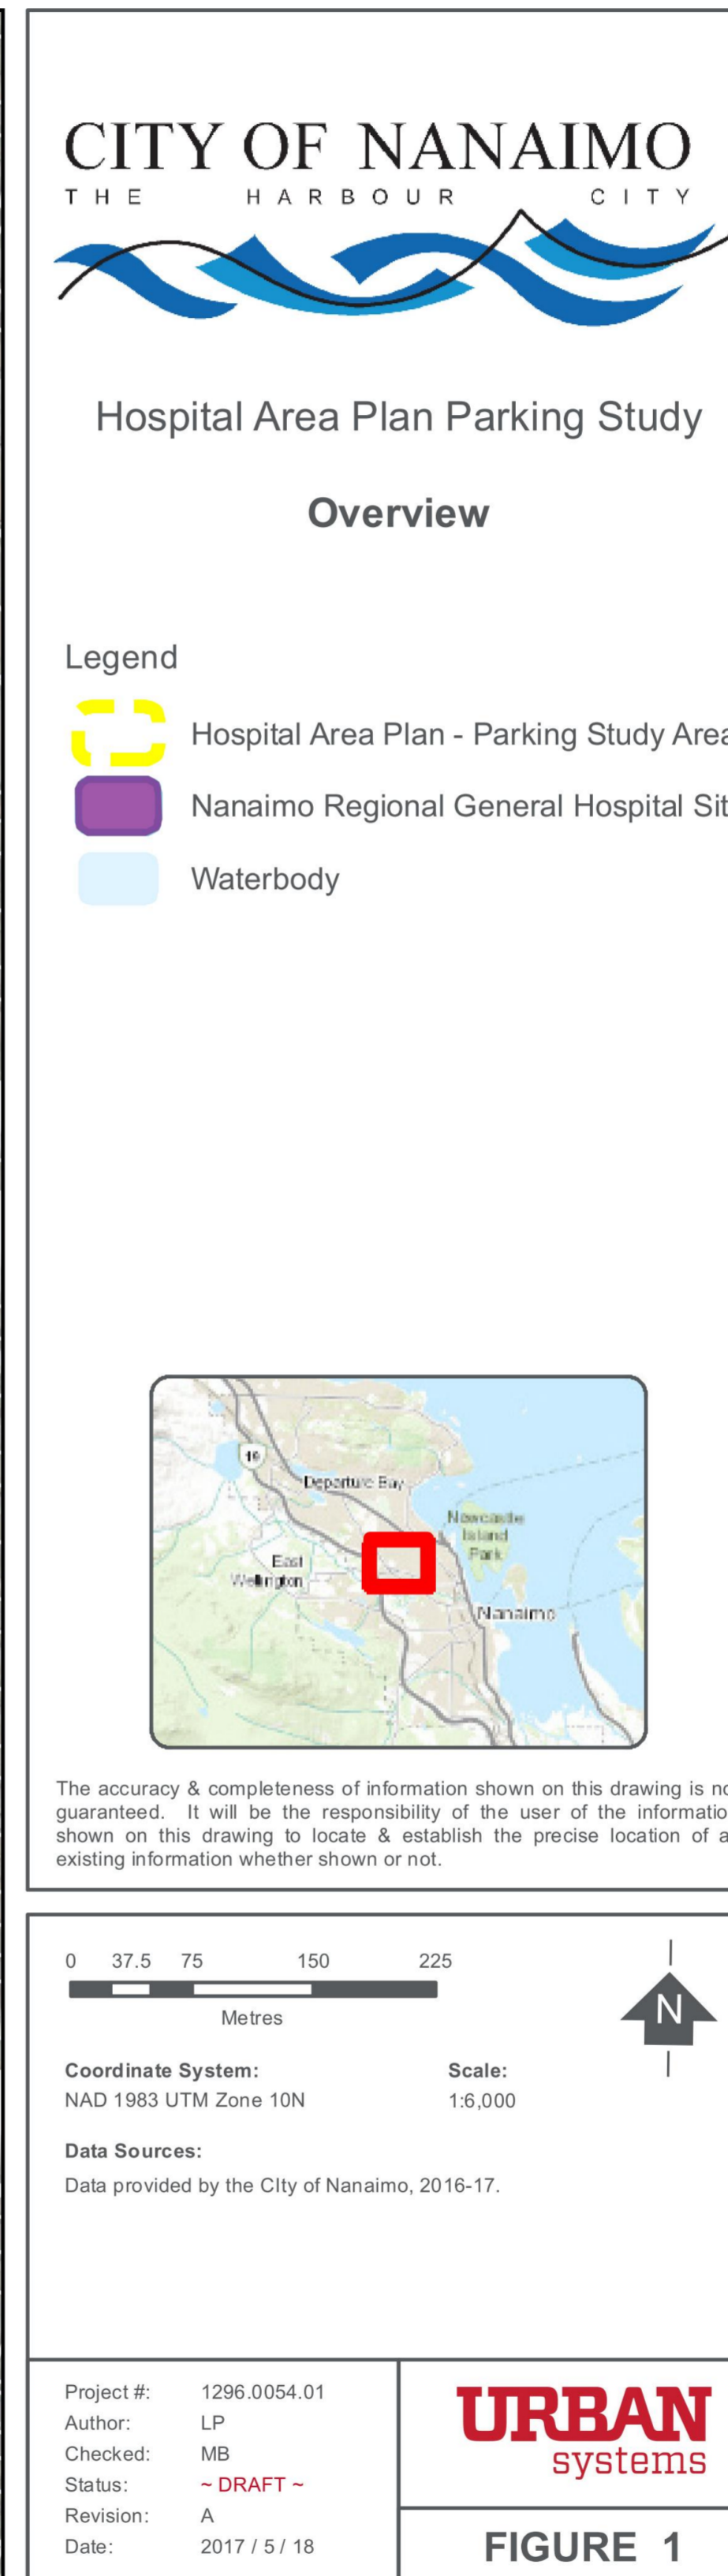 CITY OF NANAIMO
THE HARBOUR CITY
Hospital Area Plan Parking Study
Overview
Legend
Hospital Area Plan - Parking Study Area
Nanaimo Regional General Hospital Sit
Waterbody
19
Departure Bay
Newcastle
Island
Park
East
Wellington
Nanaimo
The accuracy & completeness of information shown on this drawing is no
guaranteed. It will be the responsibility of the user of the informatio
shown on this drawing to locate & establish the precise location of a
existing information whether shown or not.
0 37.5 75 150 225
Metres
N
Coordinate System: Scale:
NAD 1983 UTM Zone 10N 1:6,000
Data Sources:
Data provided by the CIty of Nanaimo, 2016-17.
Project #: 1296.0054.01
Author: LP
Checked: MB
Status: ~ DRAFT ~
Revision: A
Date: 2017 / 5 / 18
URBAN
systems
FIGURE 1